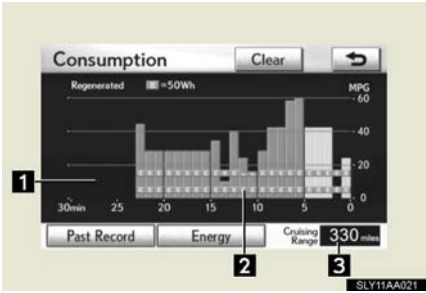 Consumption
Clear
Regenerated E =50Wh
MPG
60
40
20
0
30min 25 20 15 10 5 0
1
2
3
Past Record
Energy
Cruising
Range
330 miles
SLY11AA021